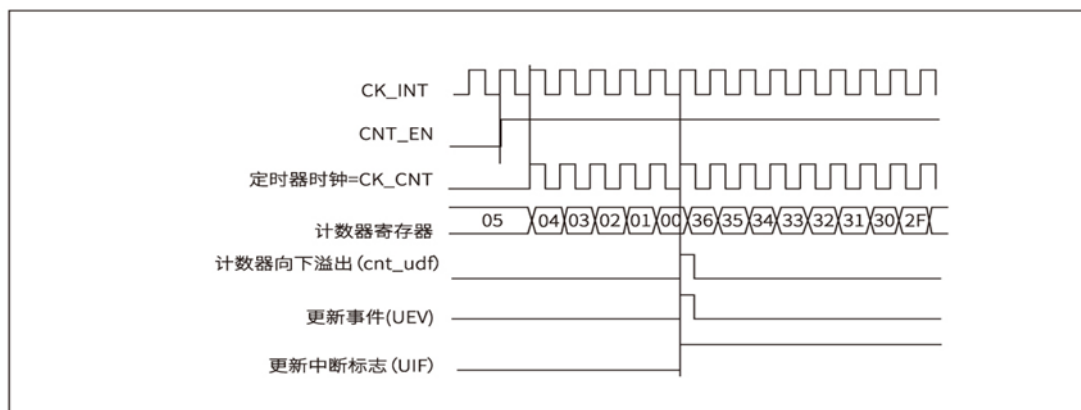 CK_INT
CNT_EN
定时器时钟=CK_CNT
计数器寄存器 05 04 03 02 01 00 36 35 34 33 32 31 30 2F
计数器向下溢出(cnt_udf)
更新事件(UEV)
更新中断标志(UIF)